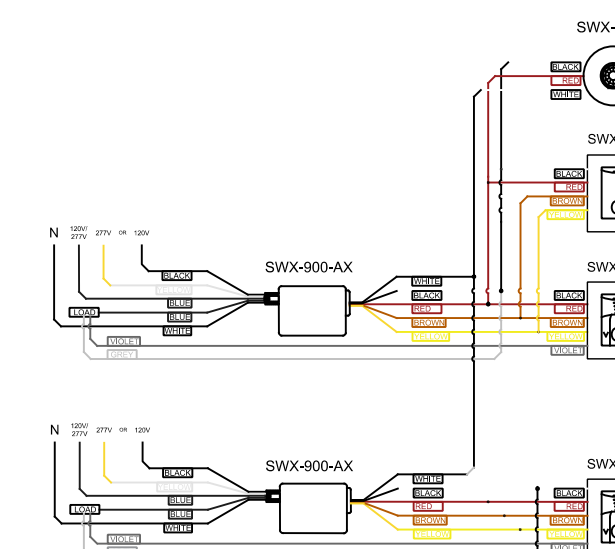 SWX-
BLACK
RED
WHITE
SWX
BLACK
RED
BROWN
YELLOW
N 120V/ 277V 277V OR 120V
SWX-900-AX
SWX
BLACK
YELLOW
BLUE
LOAD
BLUE
WHITE
VIOLET
GREY
WHITE
BLACK
RED
BROWN
YELLOW
BLACK
RED
BROWN
YELLOW
VIOLET
N 120V/ 277V 277V OR 120V
SWX-900-AX
SWX
BLACK
YELLOW
BLUE
LOAD
BLUE
WHITE
VIOLET
WHITE
BLACK
RED
BROWN
YELLOW
BLACK
RED
BROWN
YELLOW
VIOLET